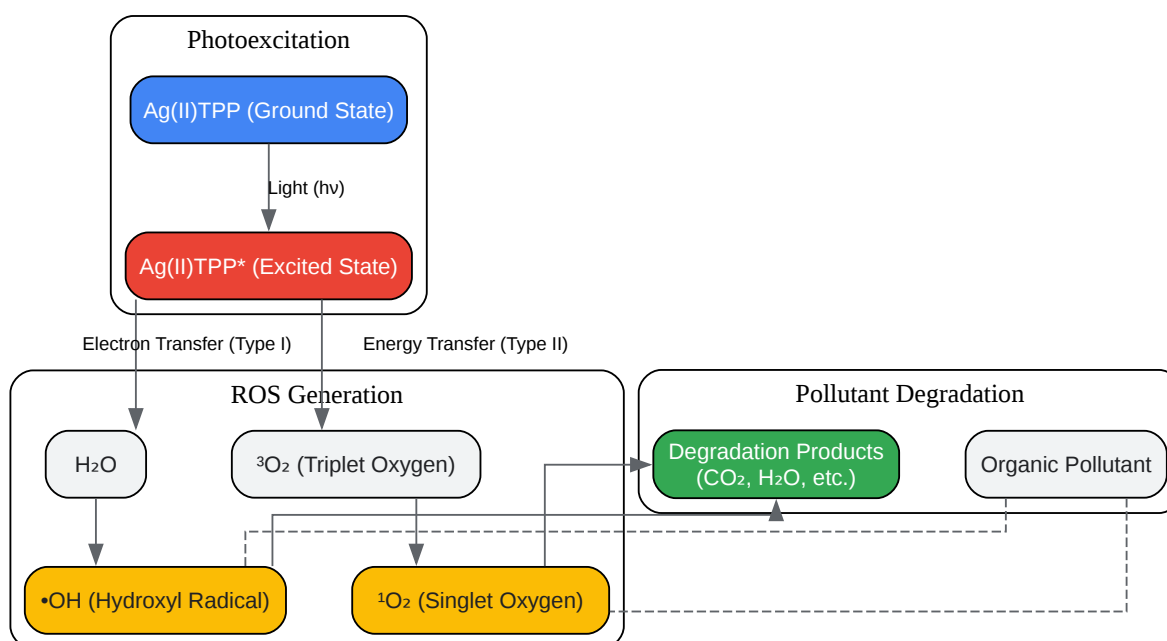 Photoexcitation
Ag(II)TPP (Ground State)
Light (hν)
Ag(II)TPP* (Excited State)
Electron Transfer (Type I)
Energy Transfer (Type II)
ROS Generation
H₂O
³O₂ (Triplet Oxygen)
•OH (Hydroxyl Radical)
¹O₂ (Singlet Oxygen)
Pollutant Degradation
Degradation Products
(CO₂, H₂O, etc.)
Organic Pollutant